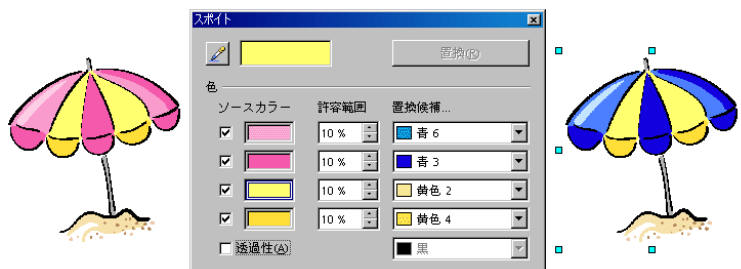 スポイト
置換(R)
色
ソースカラー 許容範囲 置換候補...
10 % 青 6
10 % 青 3
10 % 黄色 2
10 % 黄色 4
透過性(A) 黒